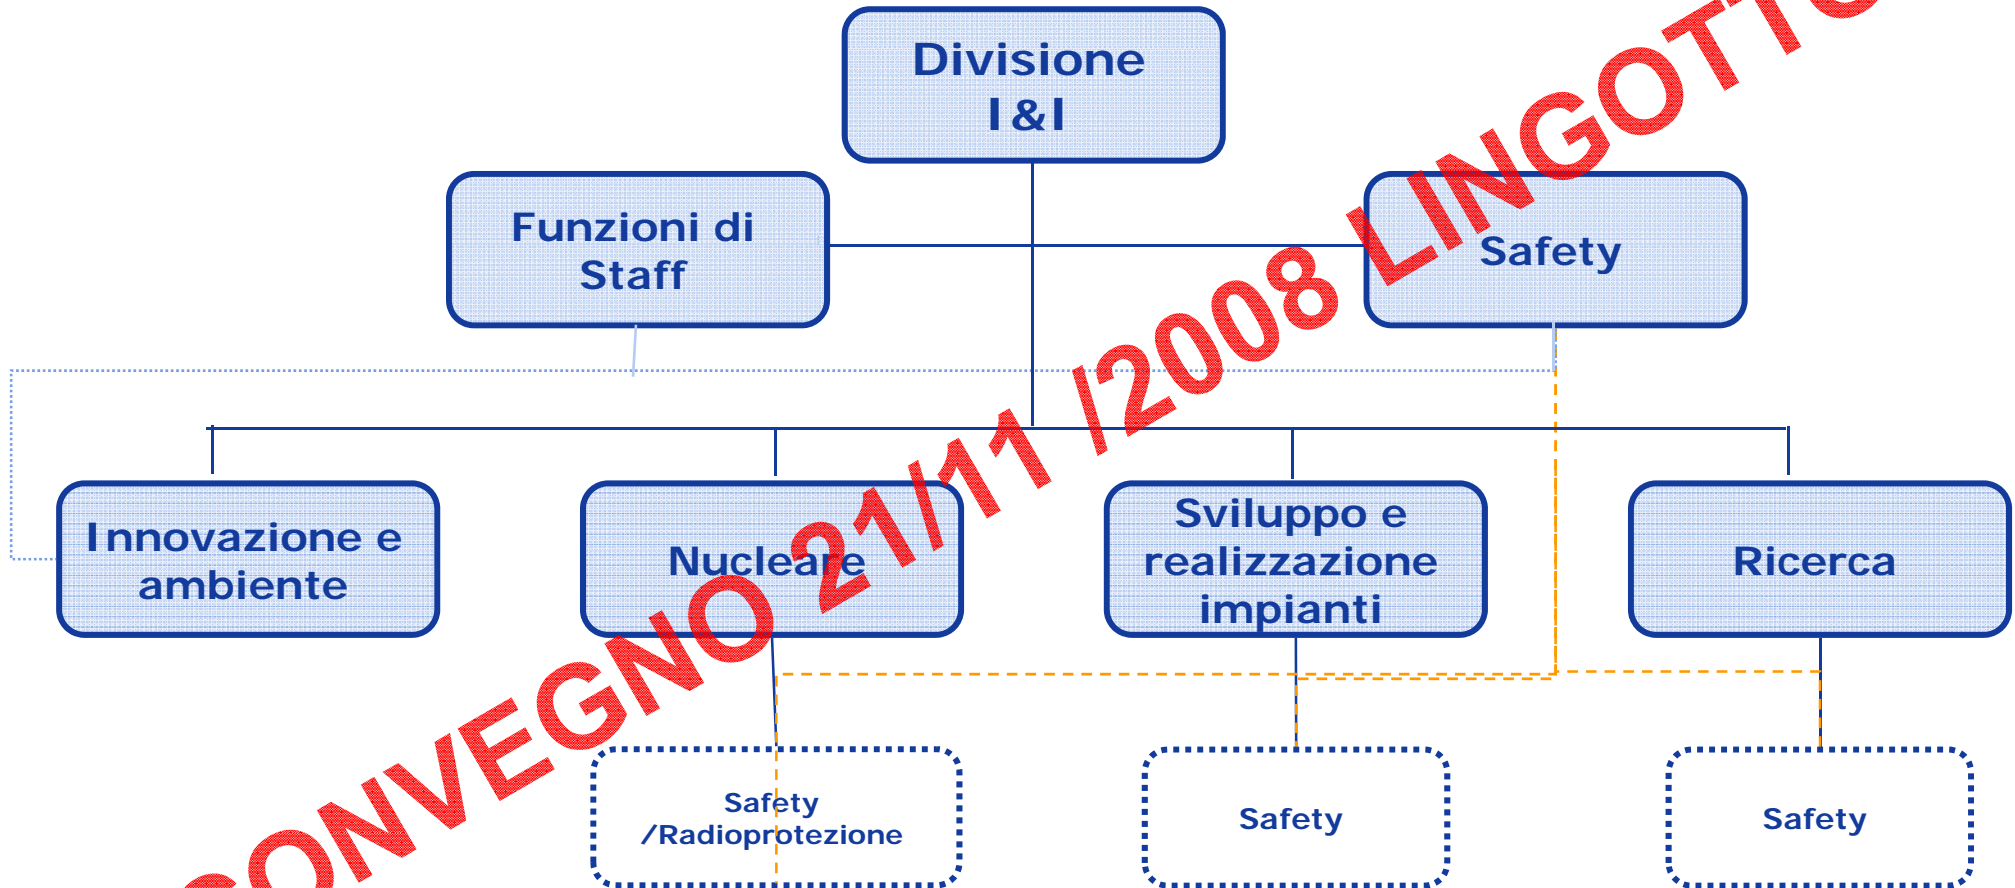 Divisione
I&I
Funzioni di
Staff
Safety
Innovazione e
ambiente
Nucleare
Sviluppo e
realizzazione
impianti
Ricerca
Safety
/Radioprotezione
Safety
Safety
CONVEGNO 21/11 /2008 LINGOTTO